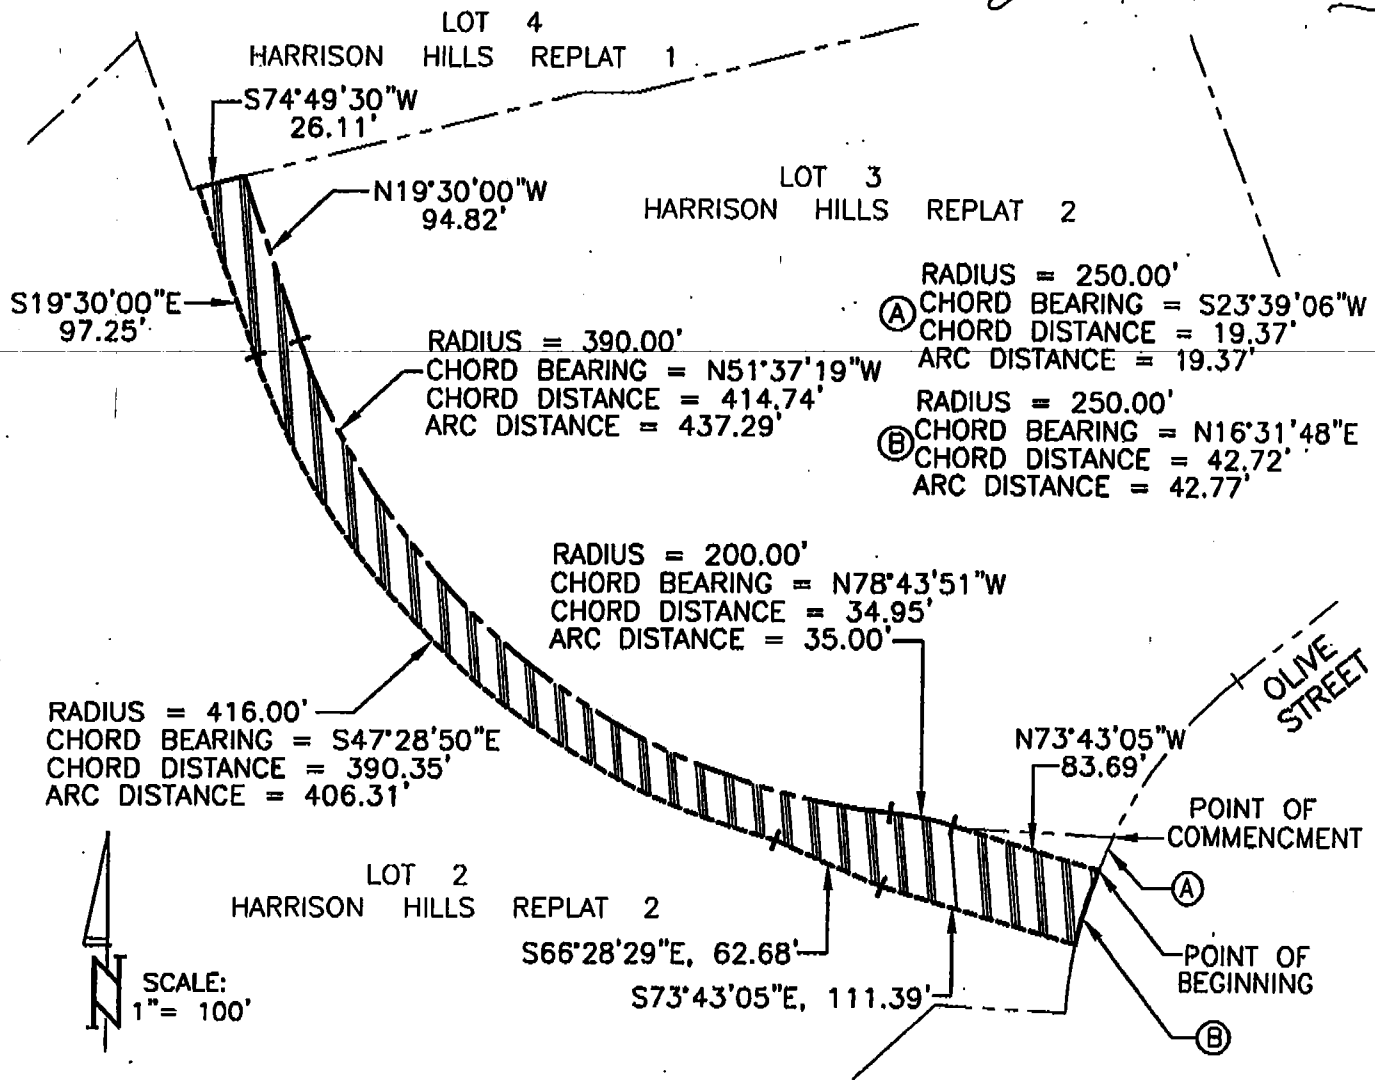 LOT 4
HARRISON HILLS REPLAT 1
S74°49'30"W
26.11'
N19°30'00"W
94.82'
LOT 3
HARRISON HILLS REPLAT 2
S19°30'00"E
97.25'
RADIUS = 250.00'
A CHORD BEARING = S23°39'06"W
CHORD DISTANCE = 19.37'
ARC DISTANCE = 19.37'
RADIUS = 390.00'
CHORD BEARING = N51°37'19"W
CHORD DISTANCE = 414.74'
ARC DISTANCE = 437.29'
RADIUS = 250.00'
B CHORD BEARING = N16°31'48"E
CHORD DISTANCE = 42.72'
ARC DISTANCE = 42.77'
RADIUS = 200.00'
CHORD BEARING = N78°43'51"W
CHORD DISTANCE = 34.95'
ARC DISTANCE = 35.00'
OLIVE
STREET
RADIUS = 416.00'
CHORD BEARING = S47°28'50"E
CHORD DISTANCE = 390.35'
ARC DISTANCE = 406.31'
N73°43'05"W
83.69'
POINT OF
COMMENCMENT
A
LOT 2
HARRISON HILLS REPLAT 2
S66°28'29"E, 62.68'
S73°43'05"E, 111.39'
POINT OF
BEGINNING
B
N
SCALE:
1"= 100'